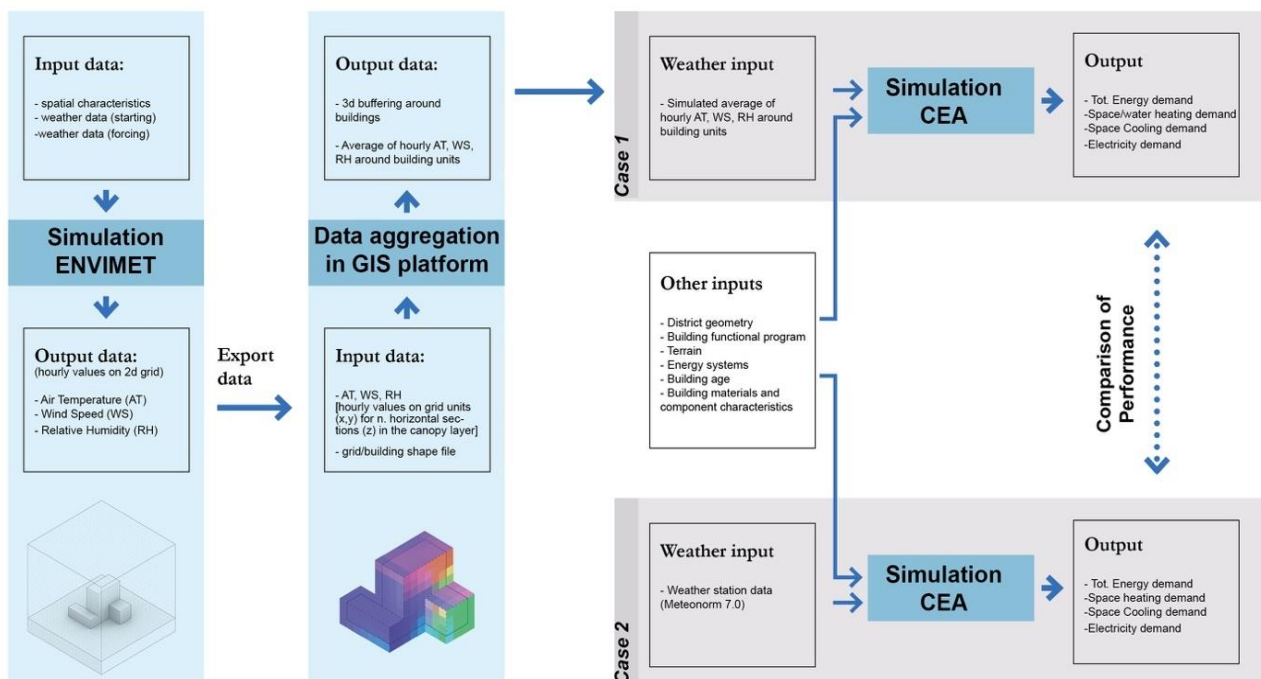 Input data:
- spatial characteristics
- weather data (starting)
-weather data (forcing)
Simulation
ENVIMET
Output data:
(hourly values on 2d grid)
- Air Temperature (AT)
- Wind Speed (WS)
- Relative Humidity (RH)
Export
data
Output data:
- 3d buffering around
buildings
- Average of hourly AT, WS,
RH around building units
Data aggregation
in GIS platform
Input data:
- AT, WS, RH
[hourly values on grid units
(x,y) for n. horizontal sec-
tions (z) in the canopy layer]
- grid/building shape file
Case 1
Weather input
- Simulated average of
hourly AT, WS, RH around
building units
Simulation
CEA
Output
- Tot. Energy demand
-Space/water heating demand
- Space Cooling demand
-Electricity demand
Other inputs
- District geometry
- Building functional program
- Terrain
- Energy systems
- Building age
- Building materials and
component characteristics
Comparison of
Performance
Case 2
Weather input
- Weather station data
(Meteonorm 7.0)
Simulation
CEA
Output
- Tot. Energy demand
- Space heating demand
- Space Cooling demand
-Electricity demand